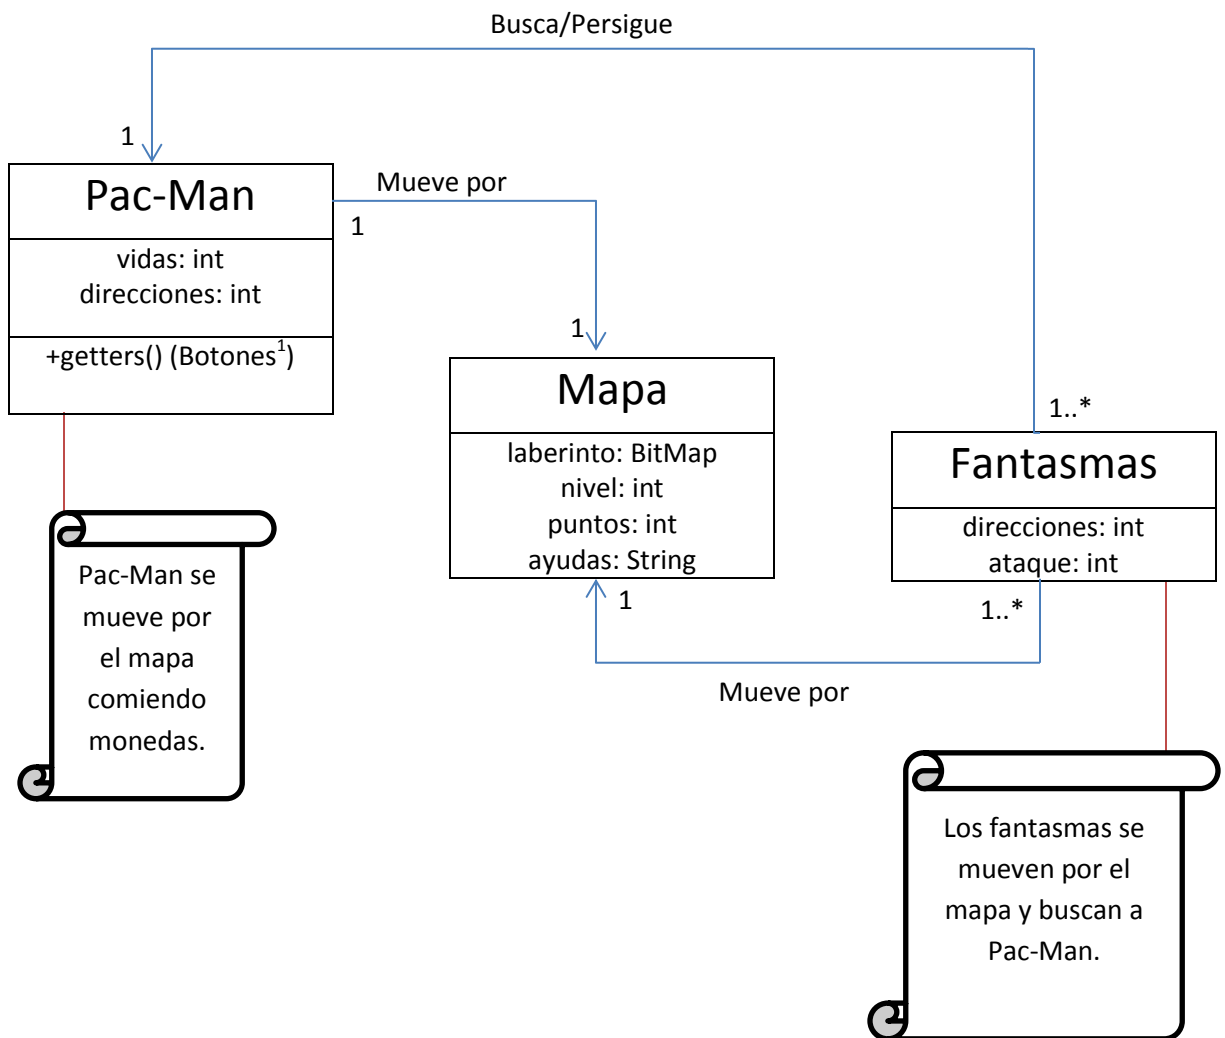 Busca/Persigue
1
Pac-Man
vidas: int
direcciones: int
+getters() (Botones¹)
Mueve por
1
1
Mapa
laberinto: BitMap
nivel: int
puntos: int
ayudas: String
1
1..*
Fantasmas
direcciones: int
ataque: int
1..*
Mueve por
Pac-Man se
mueve por
el mapa
comiendo
monedas.
Los fantasmas se
mueven por el
mapa y buscan a
Pac-Man.